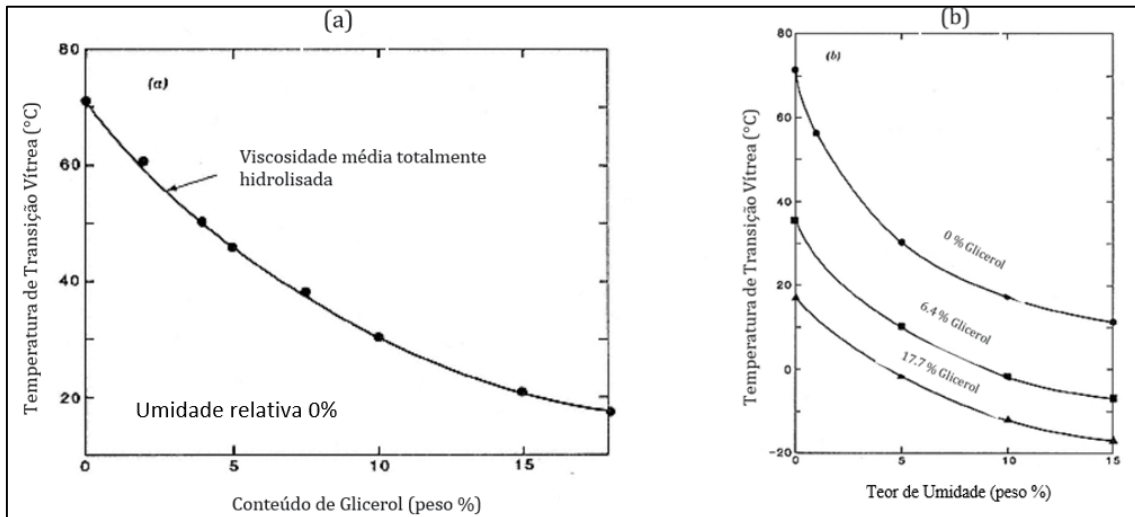 (a)
80
60
40
20
0
5
10
15
(a)
Viscosidade média totalmente
hidrolisada
Umidade relativa 0%
Temperatura de Transição Vítrea (°C)
Conteúdo de Glicerol (peso %)
(b)
80
60
40
20
0
-20
0
5
10
15
(b)
0 % Glicerol
6.4 % Glicerol
17.7 % Glicerol
Temperatura de Transição Vítrea (°C)
Teor de Umidade (peso %)